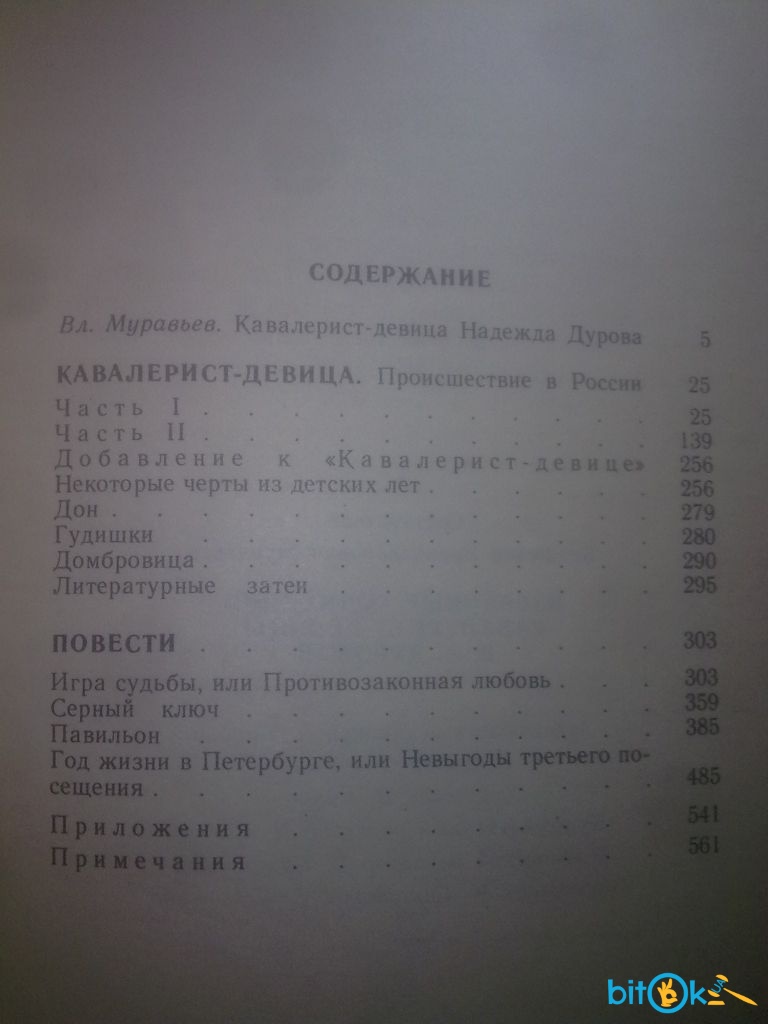 СОДЕРЖАНИЕ
Вл. Муравьев. Кавалерист-девица Надежда Дурова 5
КАВАЛЕРИСТ-ДЕВИЦА. Происшествие в России 25
Часть I . . . . . . . . . . . 25
Часть II . . . . . . . . . . . 139
Добавление к «Кавалерист-девице» 256
Некоторые черты из детских лет . . . . . . 256
Дон . . . . . . . . . . . . 279
Гудишки . . . . . . . . . . 280
Домбровица . . . . . . . . . . 290
Литературные затеи . . . . . . . 295
ПОВЕСТИ . . . . . . . . . . 303
Игра судьбы, или Противозаконная любовь . . . 303
Серный ключ . . . . . . . . . 359
Павильон . . . . . . . . . . 385
Год жизни в Петербурге, или Невыгоды третьего по-
сещения . . . . . . . . . . . 485
Приложения . . . . . . . . 541
Примечания . . . . . . . . 561
bitOk UA